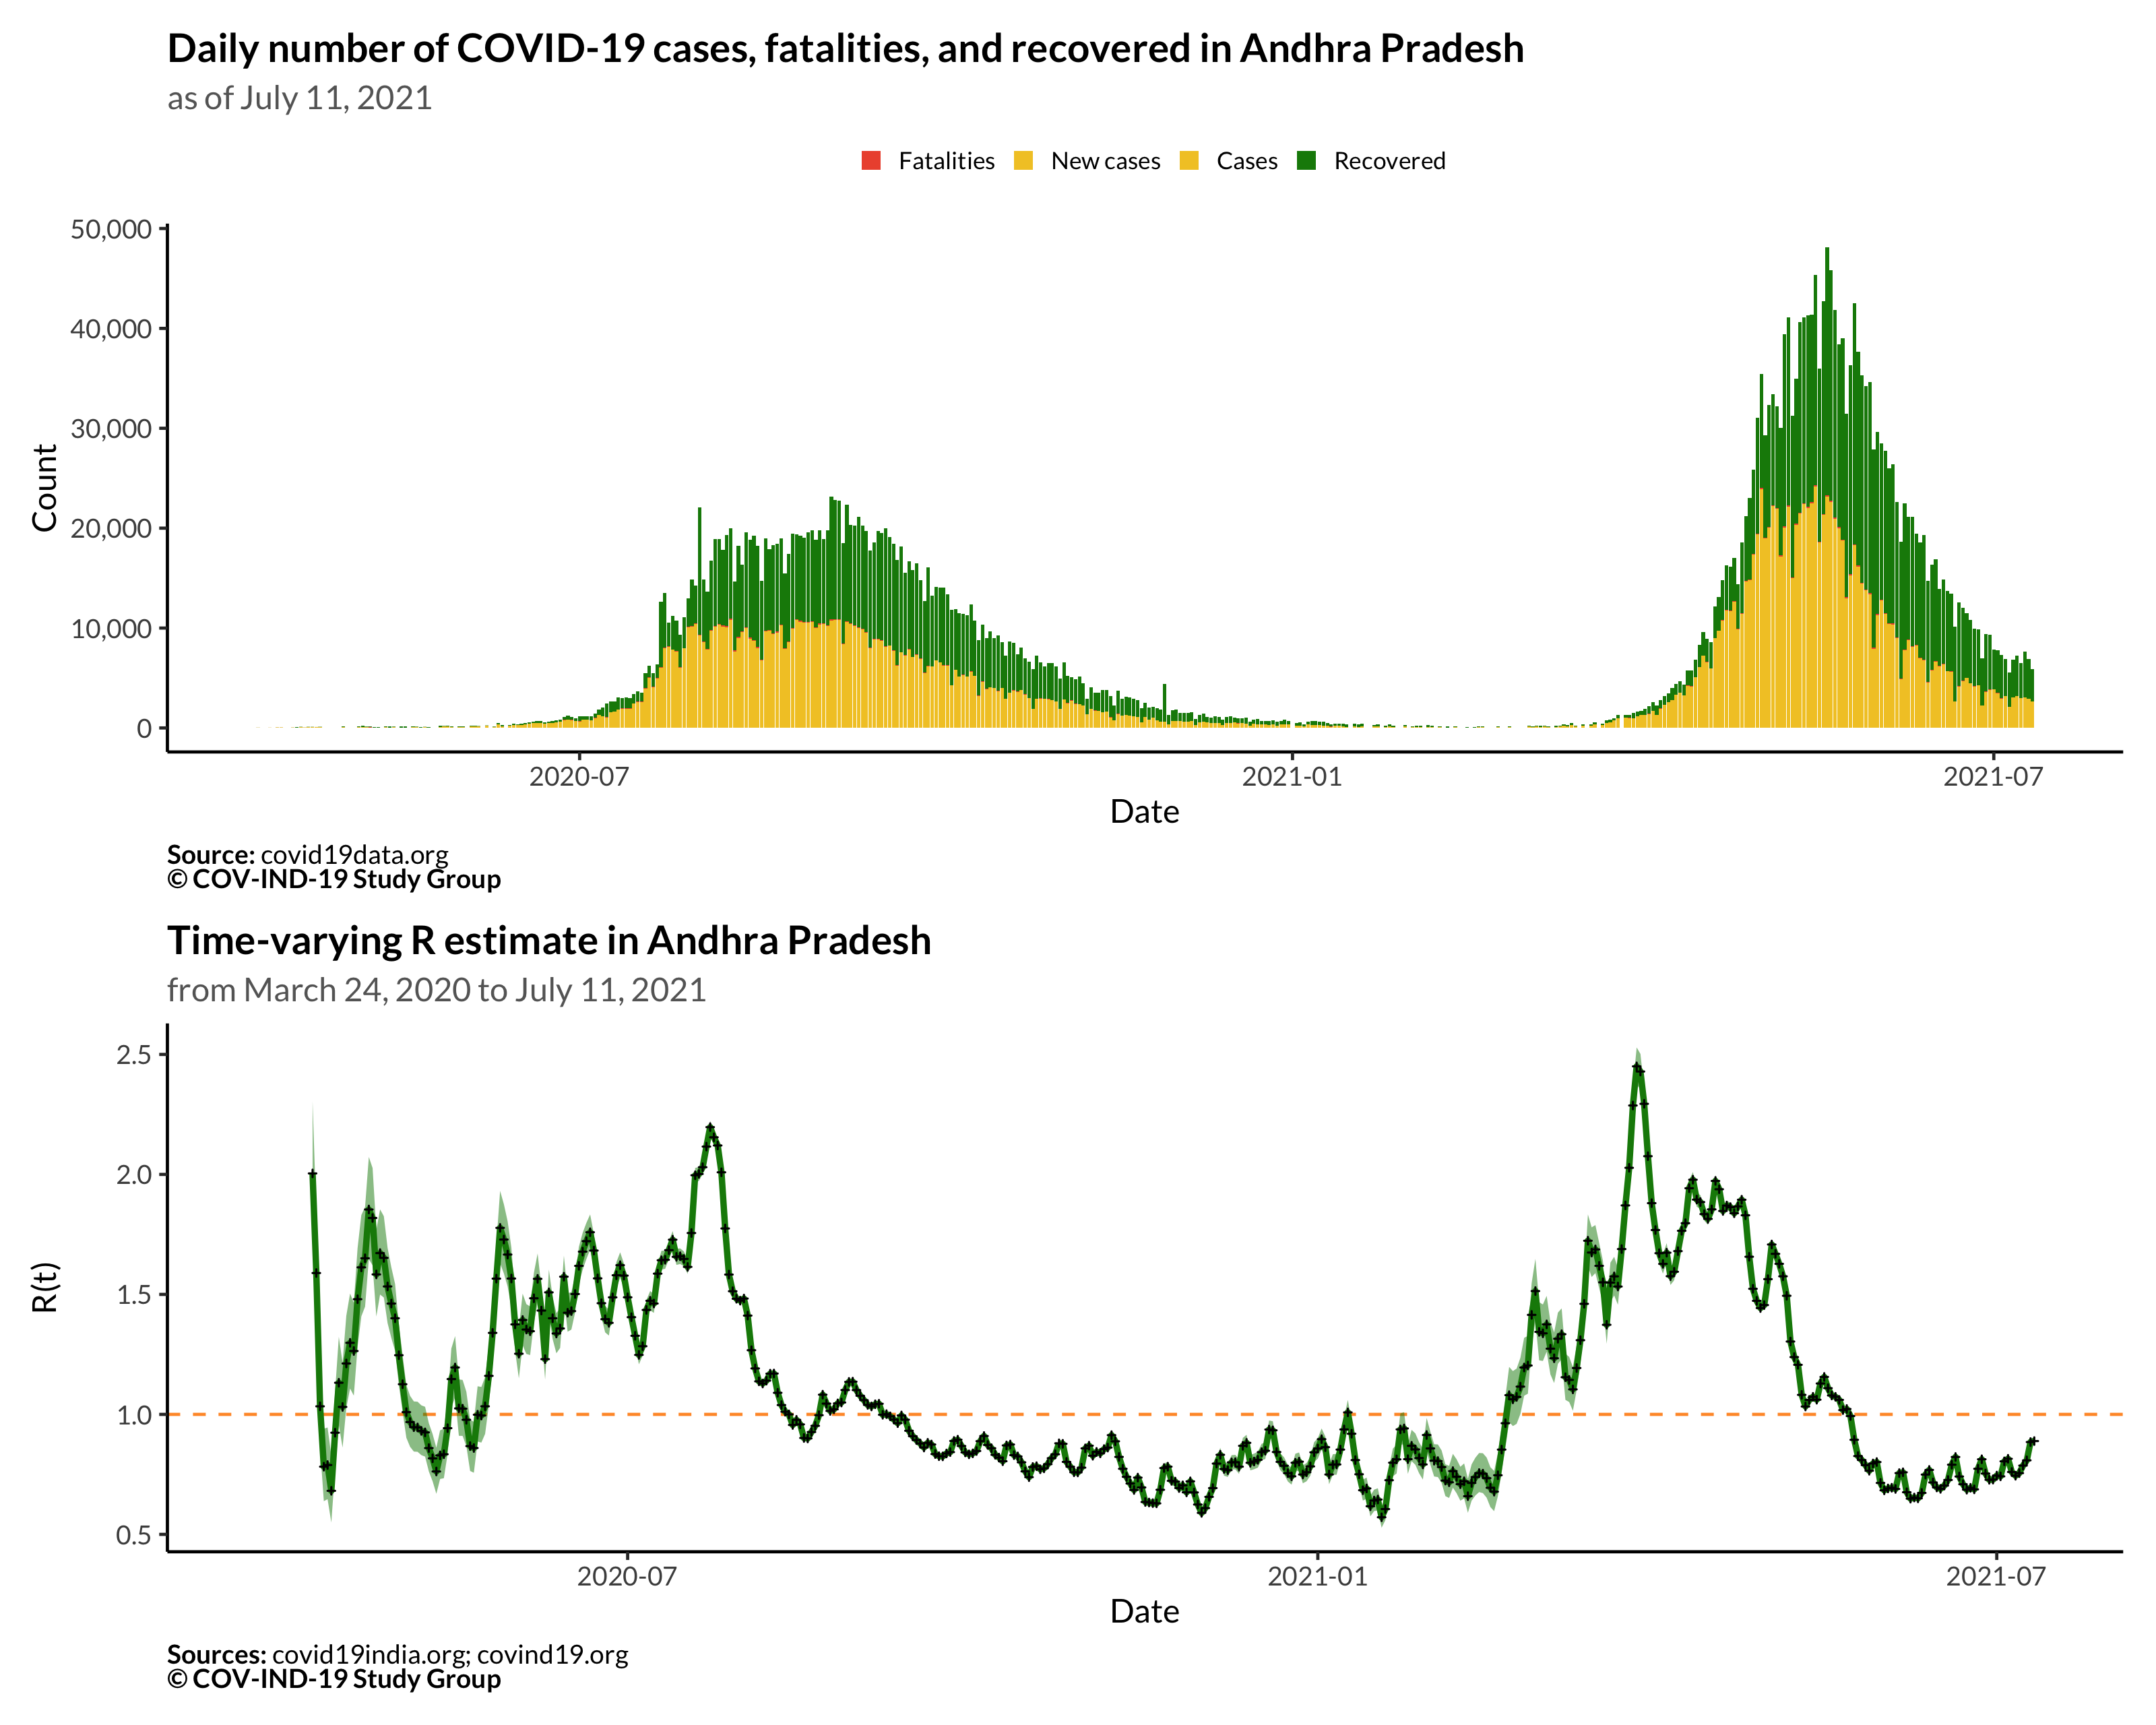 Daily number of COVID-19 cases, fatalities, and recovered in Andhra Pradesh
as of July 11, 2021
Fatalities New cases Cases Recovered
50,000
40,000
30,000
20,000
10,000
0
Count
2020-07 2021-01 2021-07
Date
Source: covid19data.org
© COV-IND-19 Study Group
Time-varying R estimate in Andhra Pradesh
from March 24, 2020 to July 11, 2021
2.5
2.0
1.5
1.0
0.5
R(t)
2020-07 2021-01 2021-07
Date
Sources: covid19india.org; covind19.org
© COV-IND-19 Study Group